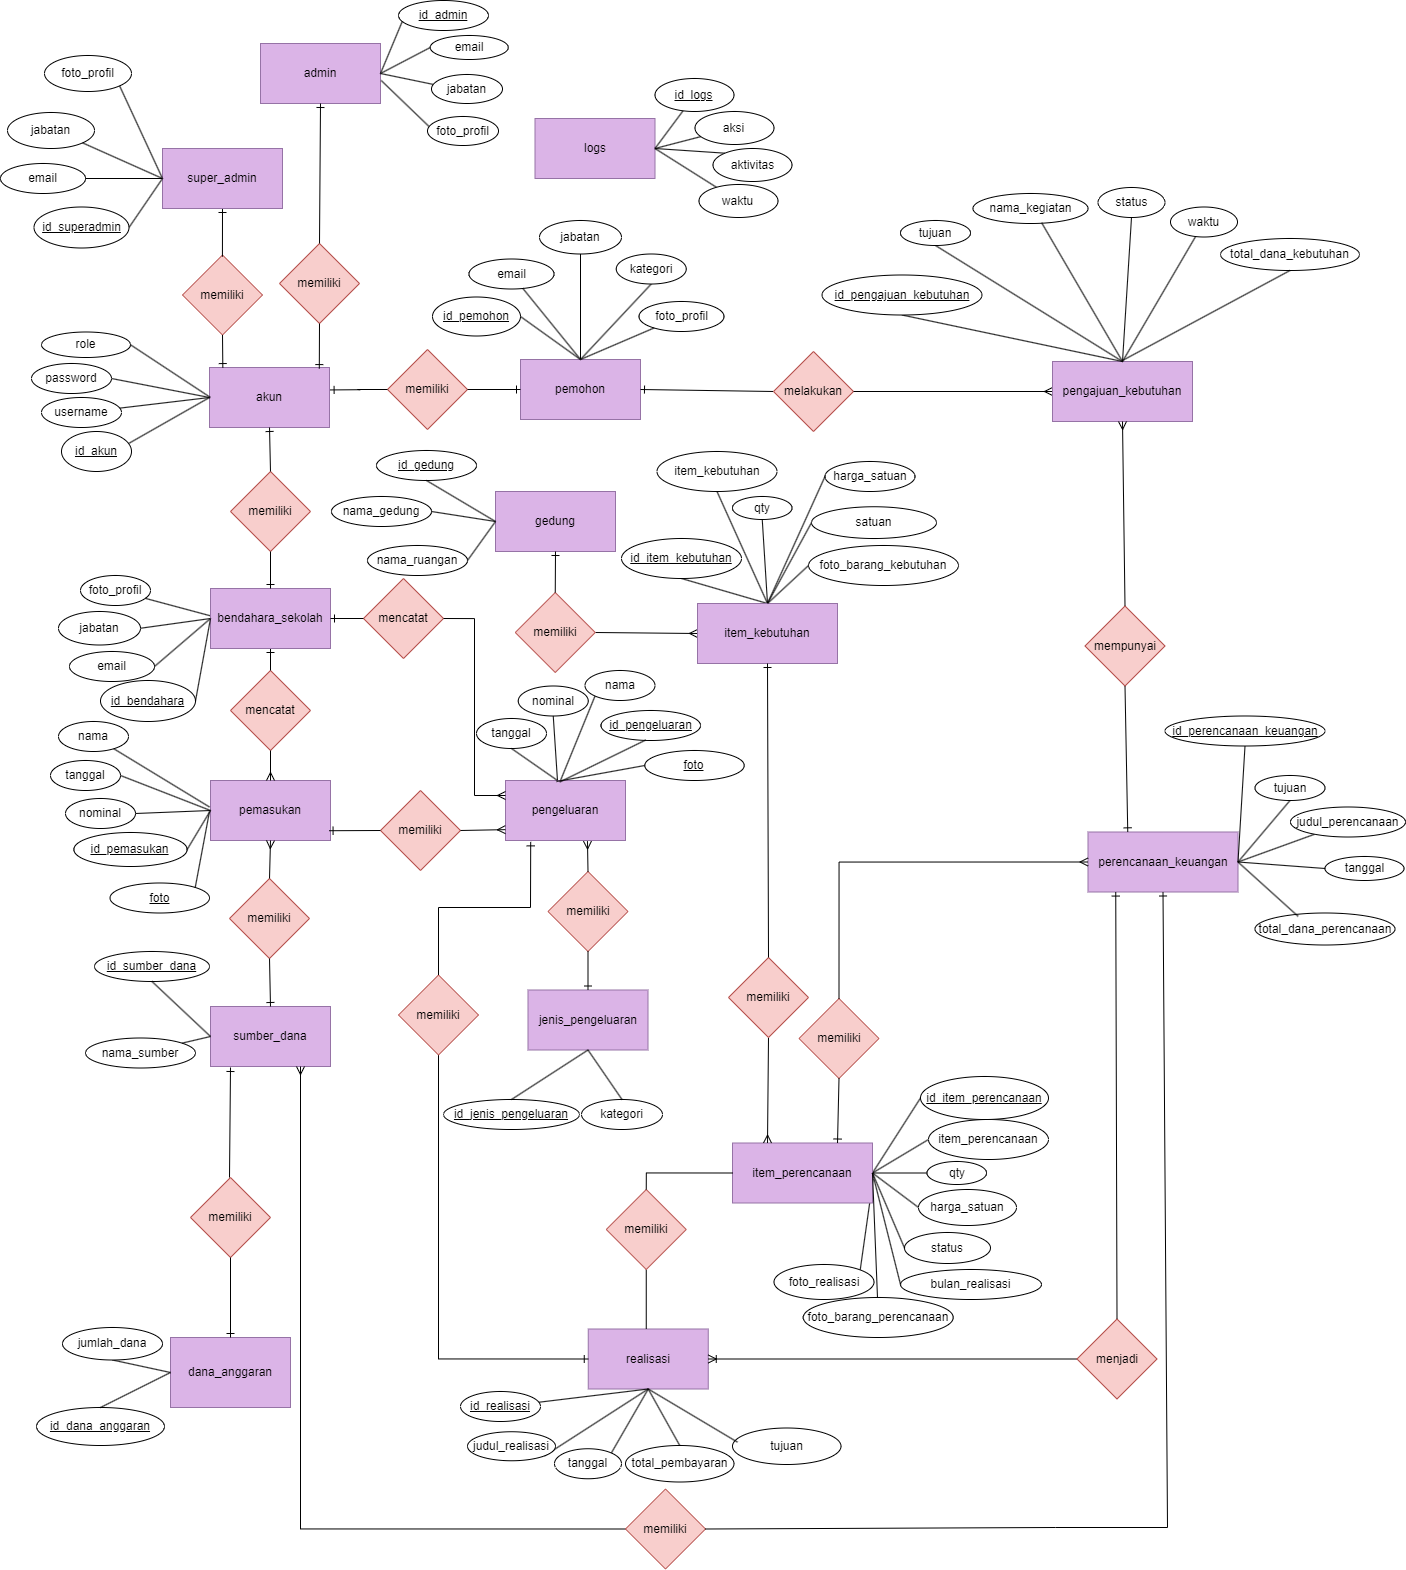 id_admin
email
admin
jabatan
foto_profil
foto_profil
jabatan
super_admin
email
id_superadmin
id_logs
aksi
logs
aktivitas
waktu
memiliki
memiliki
jabatan
email
kategori
id_pemohon
foto_profil
status
nama_kegiatan
waktu
tujuan
total_dana_kebutuhan
id_pengajuan_kebutuhan
role
password
username
id_akun
akun
memiliki
pemohon
melakukan
pengajuan_kebutuhan
id_gedung
nama_gedung
gedung
nama_ruangan
item_kebutuhan
harga_satuan
qty
satuan
id_item_kebutuhan
foto_barang_kebutuhan
memiliki
foto_profil
jabatan
bendahara_sekolah
email
id_bendahara
mencatat
memiliki
item_kebutuhan
mempunyai
mencatat
nama
nominal
id_pengeluaran
tanggal
foto
nama
tanggal
nominal
pemasukan
id_pemasukan
foto
memiliki
pengeluaran
id_perencanaan_keuangan
tujuan
judul_perencanaan
perencanaan_keuangan
tanggal
total_dana_perencanaan
memiliki
memiliki
id_sumber_dana
nama_sumber
sumber_dana
memiliki
jenis_pengeluaran
memiliki
memiliki
id_jenis_pengeluaran
kategori
id_item_perencanaan
item_perencanaan
item_perencanaan
qty
harga_satuan
status
bulan_realisasi
foto_realisasi
foto_barang_perencanaan
memiliki
memiliki
jumlah_dana
dana_anggaran
id_dana_anggaran
realisasi
menjadi
id_realisasi
judul_realisasi
tanggal
total_pembayaran
tujuan
memiliki